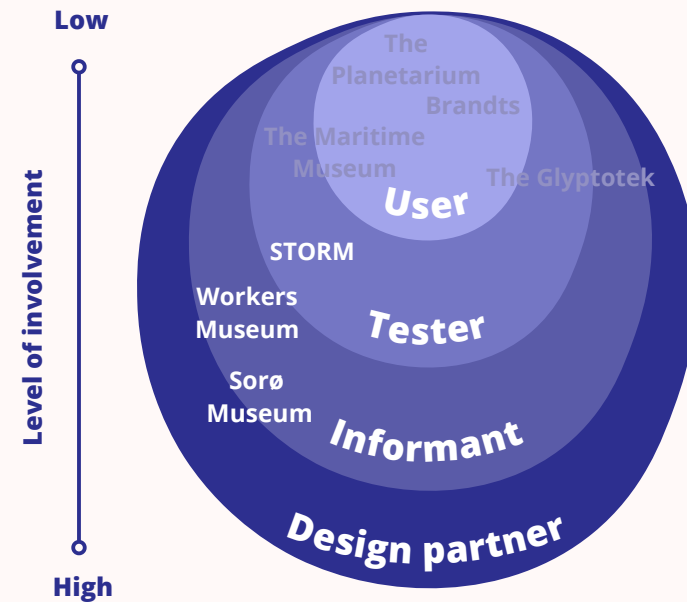 Low
The
Planetarium
Brandts
The Maritime
Museum
The Glyptotek
User
STORM
Workers
Museum
Tester
Sorø
Museum
Informant
Design partner
Level of involvement
High